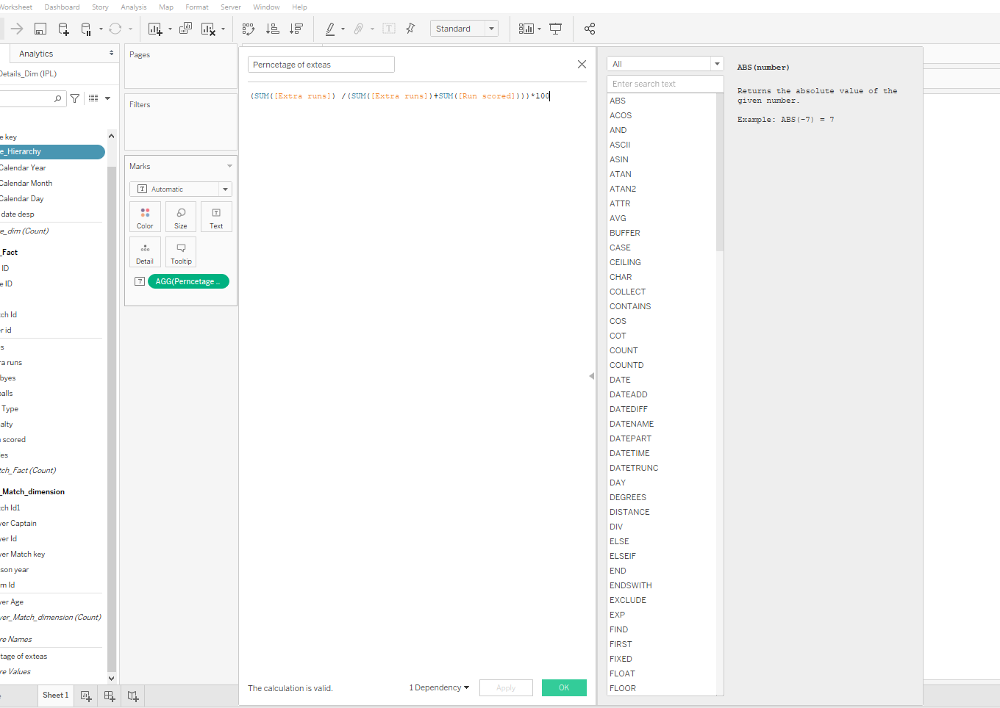 Worksheet Dashboard Story Analysis Map Format Server Window Help
Standard
Analytics
Details_Dim (IPL)
e key
e_Hierarchy
Calendar Year
Calendar Month
Calendar Day
date desp
e_dim (Count)
_Fact
ID
e ID
ch Id
r id
s
ra runs
byes
balls
Type
alty
n scored
es
tch_Fact (Count)
_Match_dimension
ch Id1
yer Captain
yer Id
yer Match key
son year
m Id
yer Age
yer_Match_dimension (Count)
re Names
tage of exteas
re Values
Sheet 1
Pages
Filters
Marks
Automatic
Color
Size
Text
Detail
Tooltip
AGG(Perncetage ..
Perncetage of exteas
(SUM([Extra runs]) /(SUM([Extra runs])+SUM([Run scored])))*100
The calculation is valid.
1 Dependency
Apply
OK
All
Enter search text
ABS
ACOS
AND
ASCII
ASIN
ATAN
ATAN2
ATTR
AVG
BUFFER
CASE
CEILING
CHAR
COLLECT
CONTAINS
COS
COT
COUNT
COUNTD
DATE
DATEADD
DATEDIFF
DATENAME
DATEPART
DATETIME
DATETRUNC
DAY
DEGREES
DISTANCE
DIV
ELSE
ELSEIF
END
ENDSWITH
EXCLUDE
EXP
FIND
FIRST
FIXED
FLOAT
FLOOR
ABS(number)
Returns the absolute value of the
given number.
Example: ABS(-7) = 7